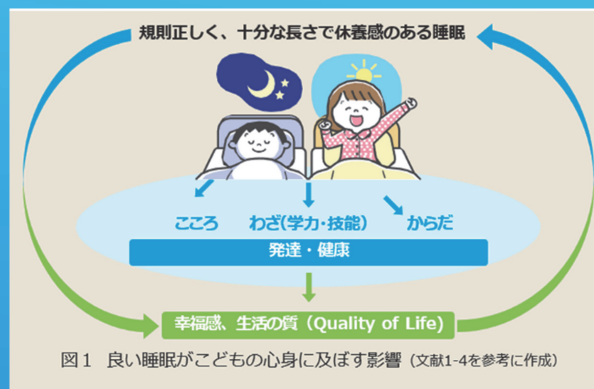 規則正しく、十分な長さで休養感のある睡眠
こころ わざ(学力・技能) からだ
発達・健康
幸福感、生活の質（Quality of Life)
図1 良い睡眠がこどもの心身に及ぼす影響（文献1-4を参考に作成）